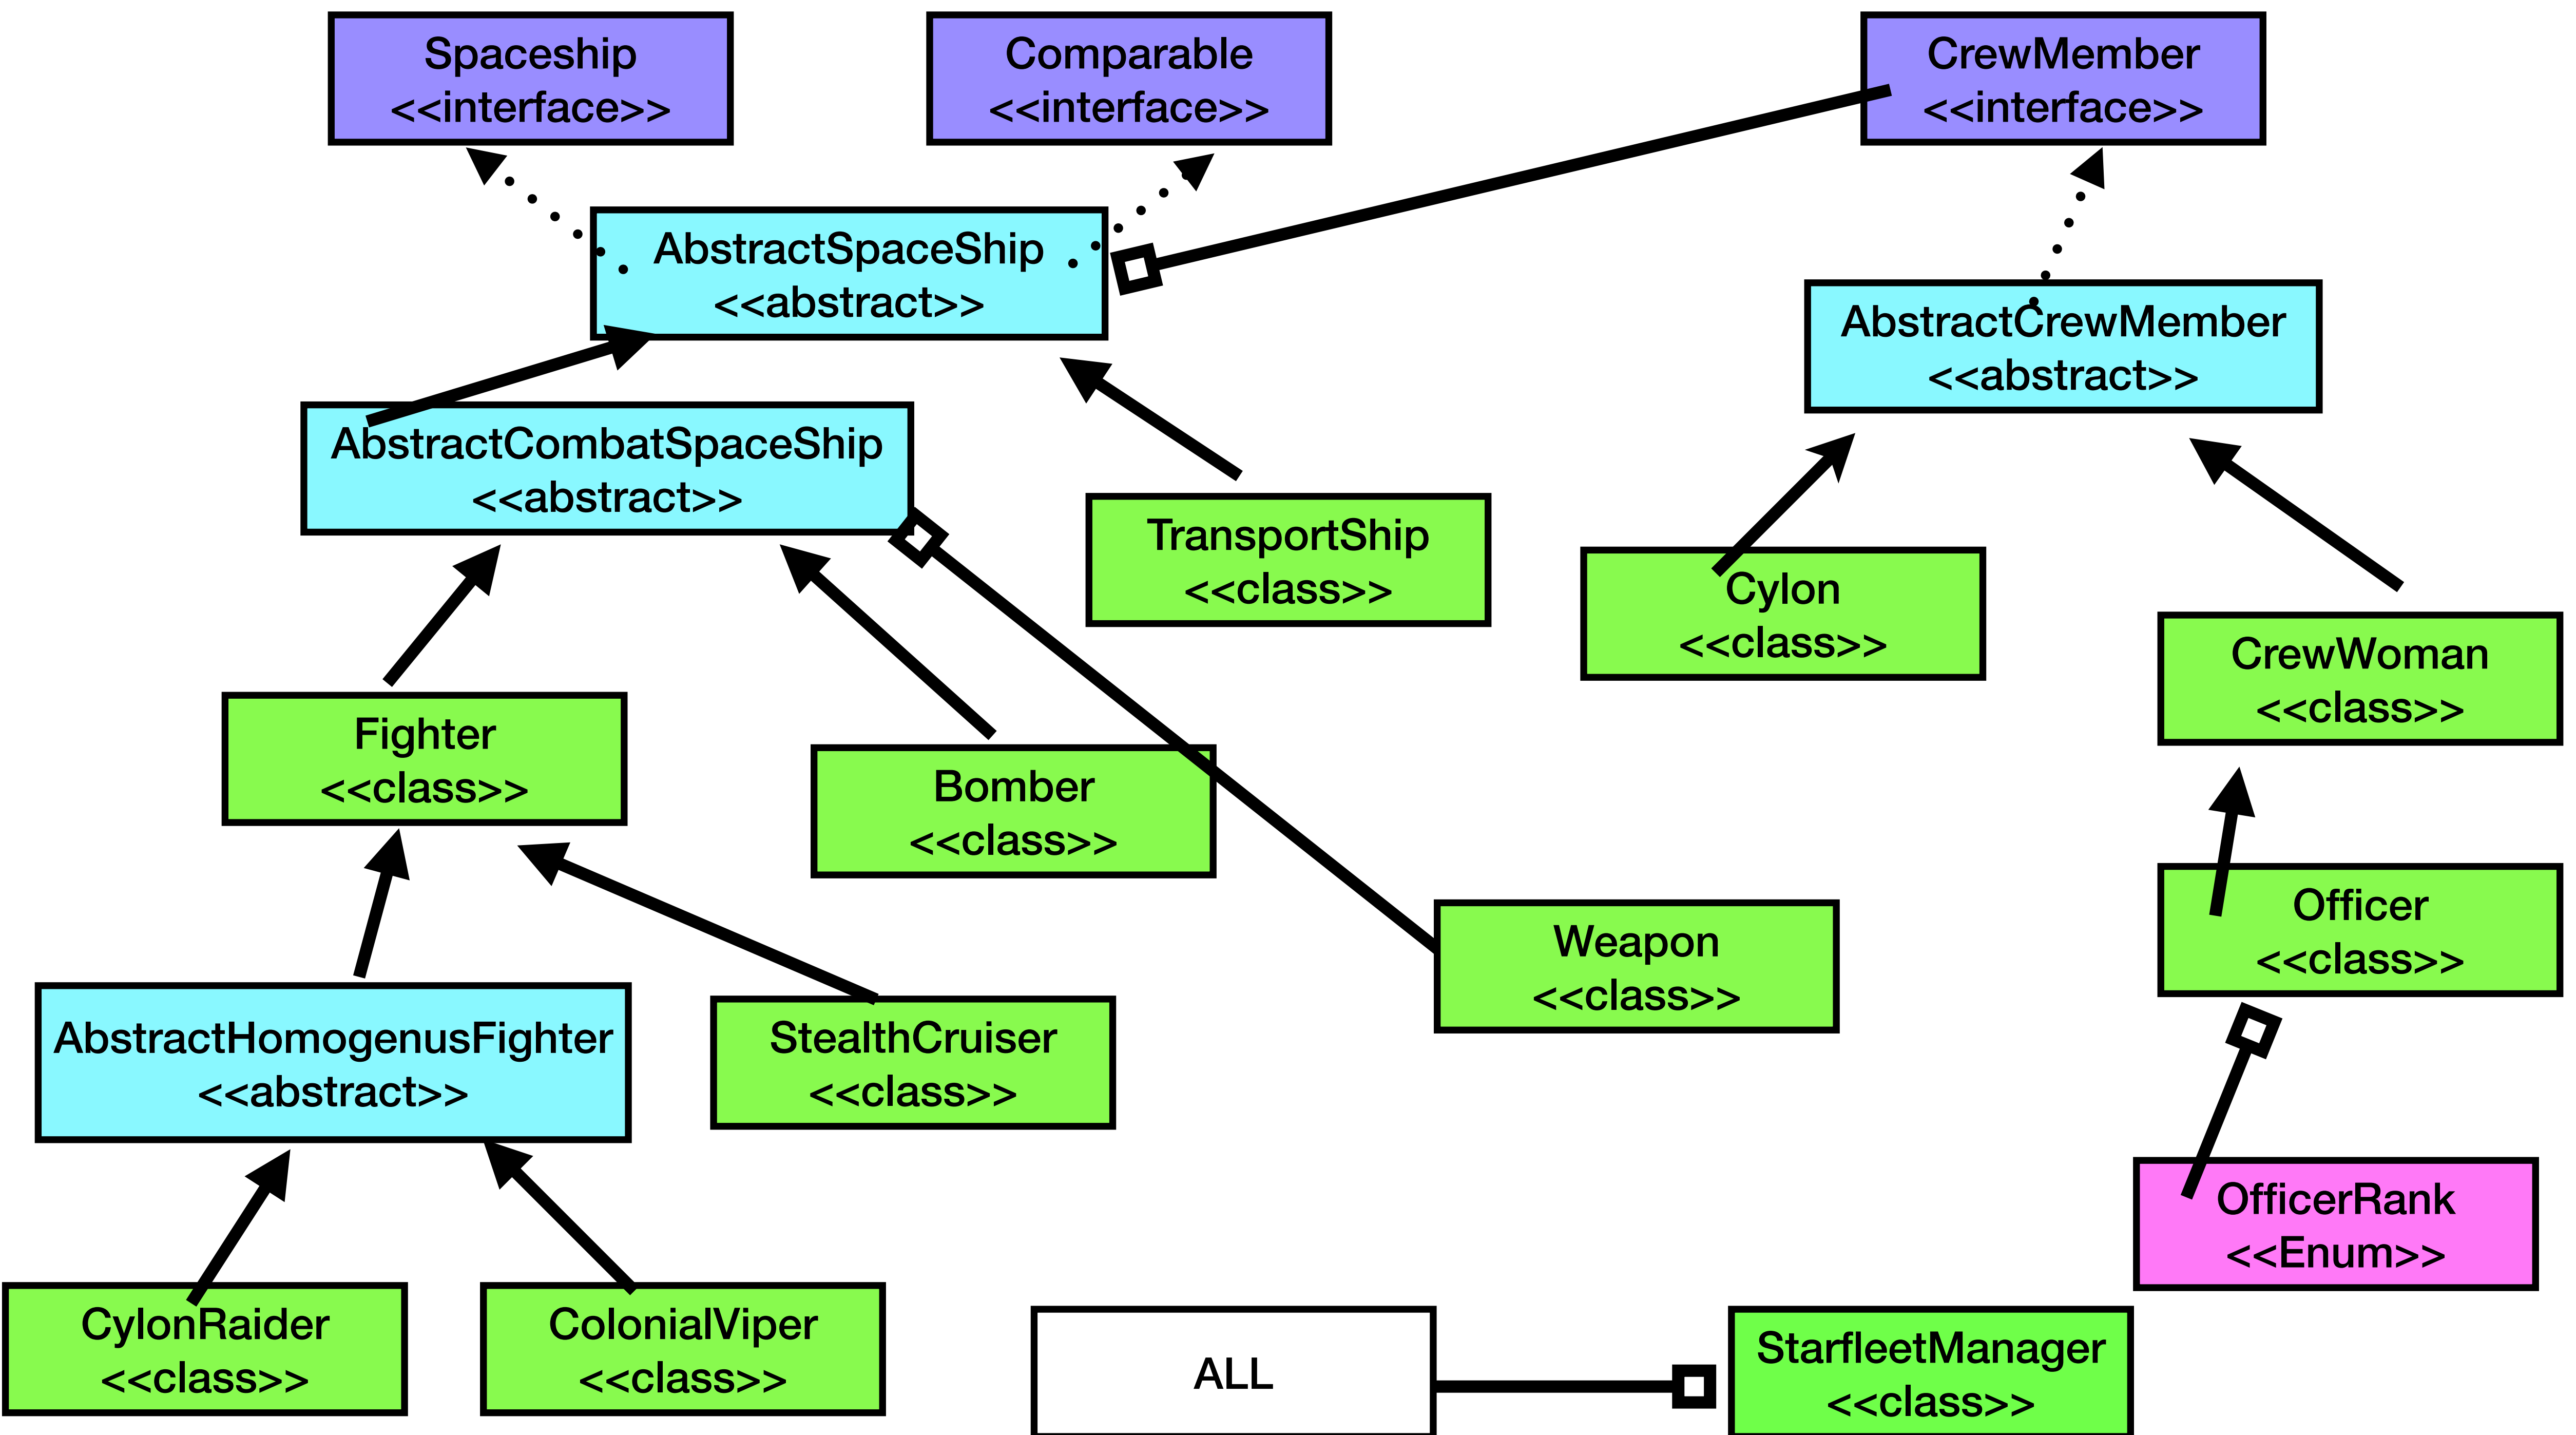 Spaceship
<<interface>>
Comparable
<<interface>>
CrewMember
<<interface>>
AbstractSpaceShip
<<abstract>>
AbstractCrewMember
<<abstract>>
AbstractCombatSpaceShip
<<abstract>>
TransportShip
<<class>>
Cylon
<<class>>
CrewWoman
<<class>>
Fighter
<<class>>
Bomber
<<class>>
Officer
<<class>>
Weapon
<<class>>
AbstractHomogenusFighter
<<abstract>>
StealthCruiser
<<class>>
OfficerRank
<<Enum>>
CylonRaider
<<class>>
ColonialViper
<<class>>
ALL
StarfleetManager
<<class>>